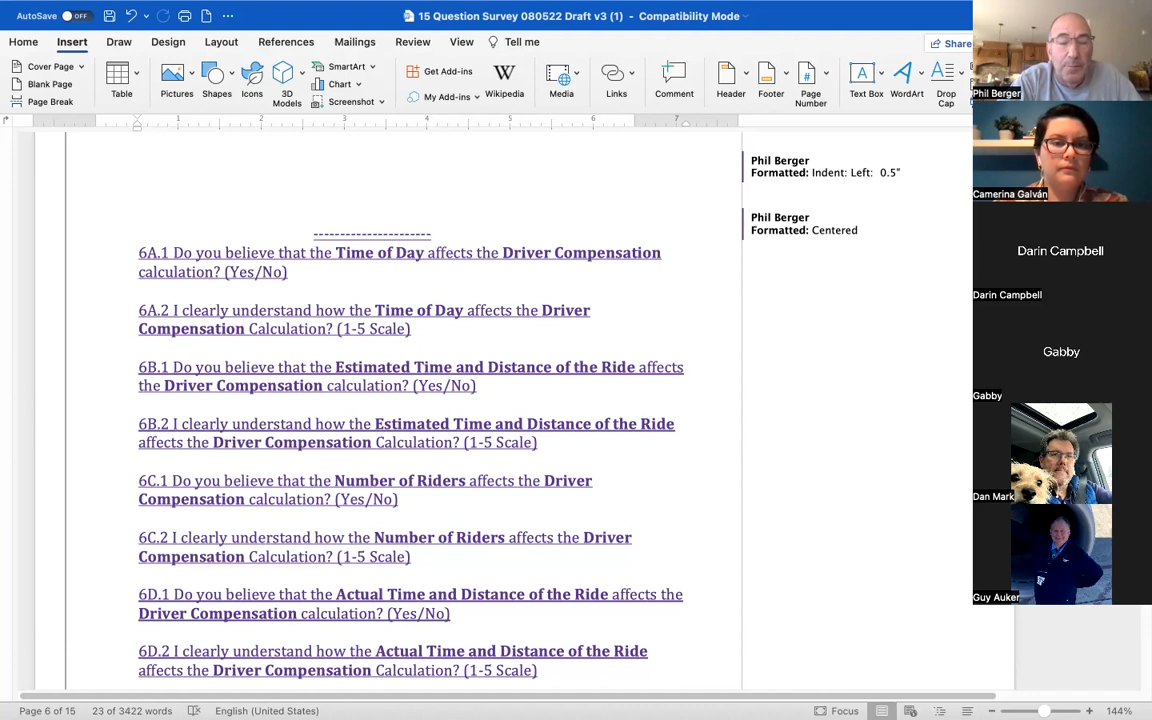 AutoSave OFF
15 Question Survey 080522 Draft v3 (1) - Compatibility Mode
Home Insert Draw Design Layout References Mailings Review View Tell me Share
Cover Page
Blank Page
Page Break
Table
Pictures
Shapes
Icons
3D
Models
SmartArt
Chart
Screenshot
Get Add-ins
My Add-ins
W
Wikipedia
Media
Links
Comment
Header
Footer
Page
Number
Text Box
WordArt
Drop
Cap
1 2 3 4 5 6 7
Phil Berger
Formatted: Indent: Left: 0.5"
Phil Berger
Formatted: Centered
----------------------
6A.1 Do you believe that the Time of Day affects the Driver Compensation
calculation? (Yes/No)
6A.2 I clearly understand how the Time of Day affects the Driver
Compensation Calculation? (1-5 Scale)
6B.1 Do you believe that the Estimated Time and Distance of the Ride affects
the Driver Compensation calculation? (Yes/No)
6B.2 I clearly understand how the Estimated Time and Distance of the Ride
affects the Driver Compensation Calculation? (1-5 Scale)
6C.1 Do you believe that the Number of Riders affects the Driver
Compensation calculation? (Yes/No)
6C.2 I clearly understand how the Number of Riders affects the Driver
Compensation Calculation? (1-5 Scale)
6D.1 Do you believe that the Actual Time and Distance of the Ride affects the
Driver Compensation calculation? (Yes/No)
6D.2 I clearly understand how the Actual Time and Distance of the Ride
affects the Driver Compensation Calculation? (1-5 Scale)
Page 6 of 15 23 of 3422 words English (United States) Focus 144%
Phil Berger
Camerina Galván
Darin Campbell
Darin Campbell
Gabby
Gabby
Dan Mark
Guy Auker